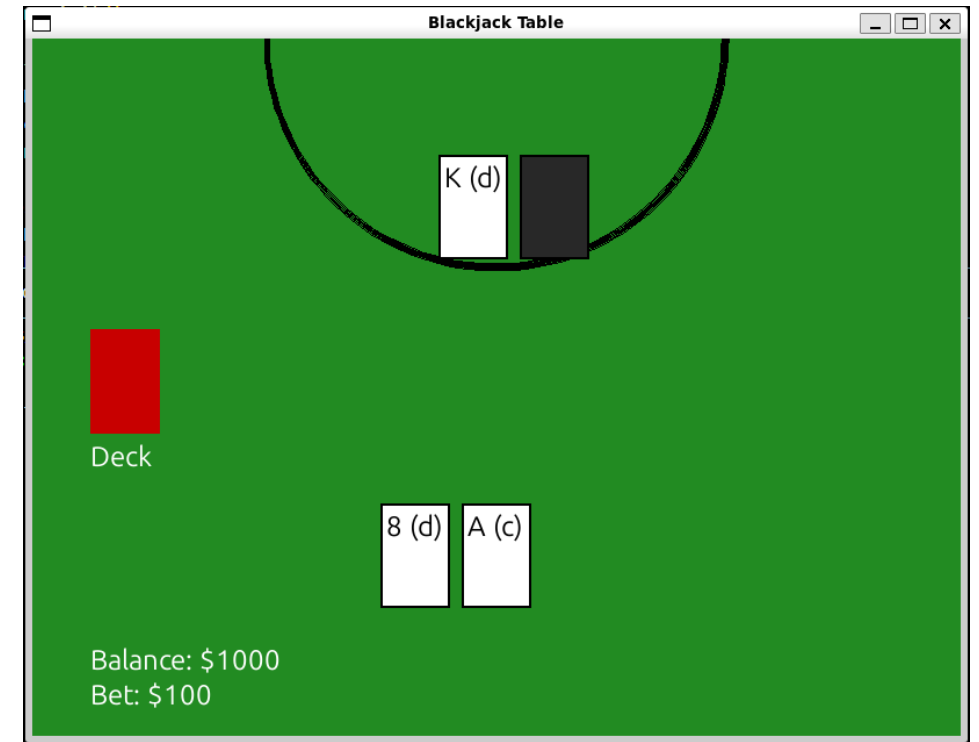 Blackjack Table
K (d)
Deck
8 (d) A (c)
Balance: $1000
Bet: $100